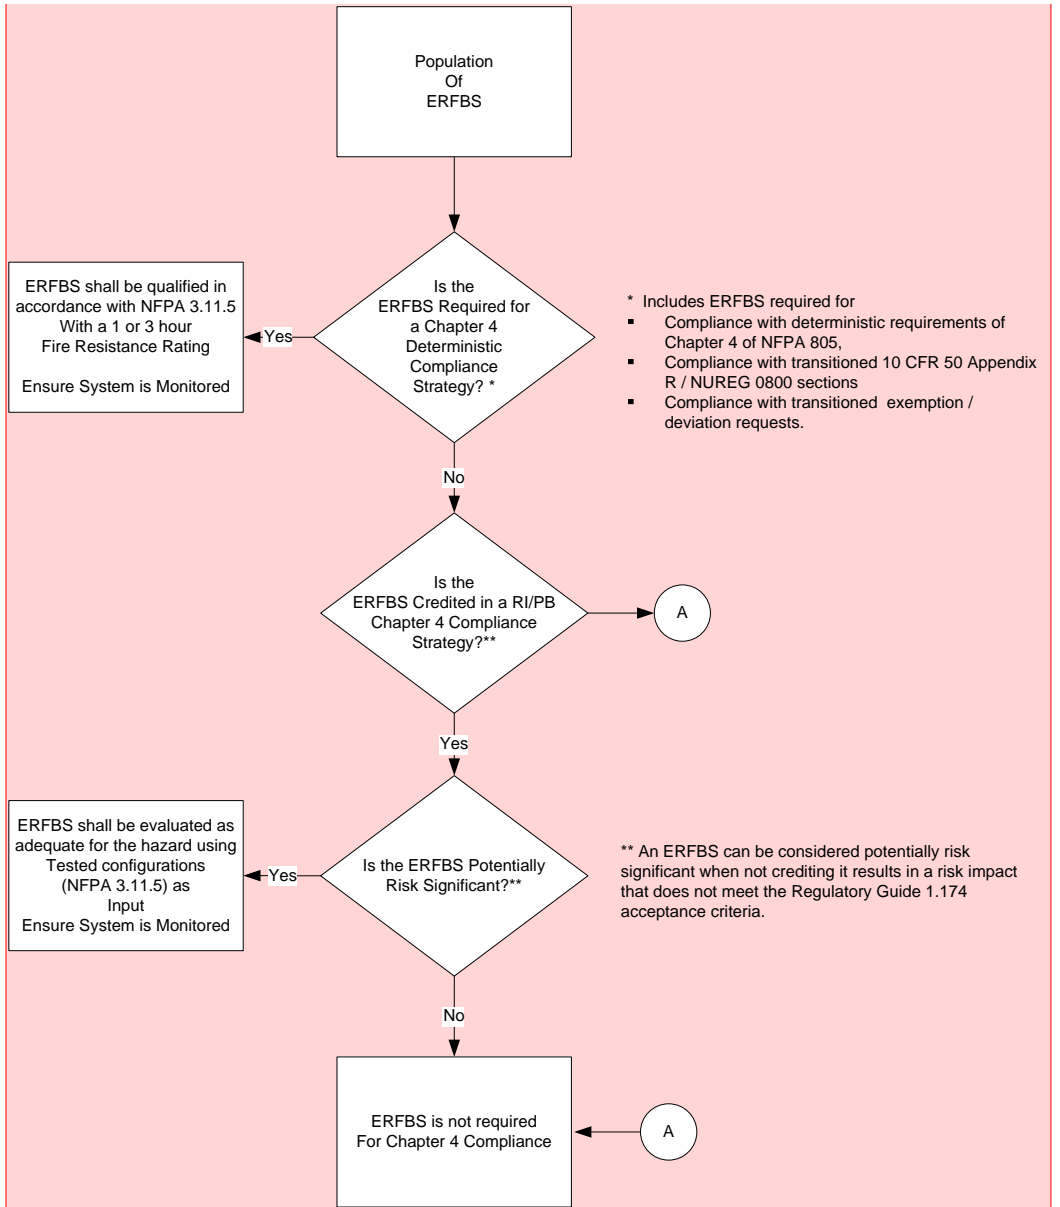 Population
Of
ERFBS
Is the
ERFBS Required for
a Chapter 4
Deterministic
Compliance
Strategy? *
Yes
ERFBS shall be qualified in
accordance with NFPA 3.11.5
With a 1 or 3 hour
Fire Resistance Rating
Ensure System is Monitored
* Includes ERFBS required for
▪ Compliance with deterministic requirements of
Chapter 4 of NFPA 805,
▪ Compliance with transitioned 10 CFR 50 Appendix
R / NUREG 0800 sections
▪ Compliance with transitioned exemption /
deviation requests.
No
Is the
ERFBS Credited in a RI/PB
Chapter 4 Compliance
Strategy?**
A
Yes
Is the ERFBS Potentially
Risk Significant?**
Yes
ERFBS shall be evaluated as
adequate for the hazard using
Tested configurations
(NFPA 3.11.5) as
Input
Ensure System is Monitored
** An ERFBS can be considered potentially risk
significant when not crediting it results in a risk impact
that does not meet the Regulatory Guide 1.174
acceptance criteria.
No
ERFBS is not required
For Chapter 4 Compliance
A